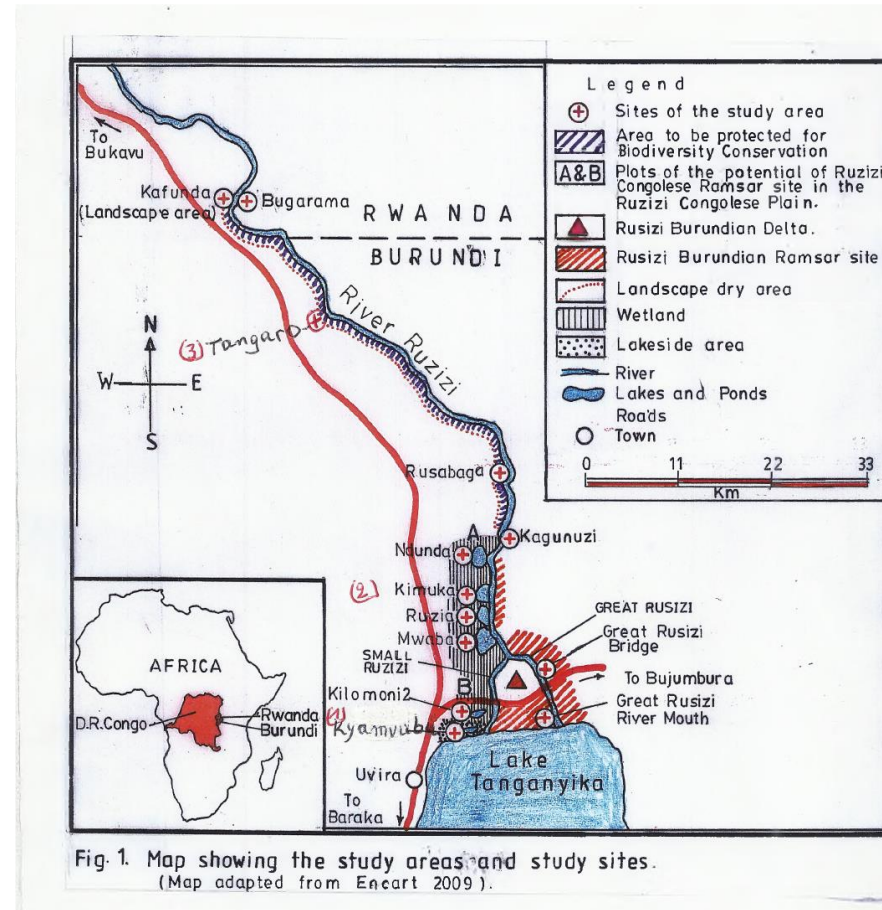 Legend
Sites of the study area
Area to be protected for
Biodiversity Conservation
A&B
Plots of the potential of Ruzizi
Congolese Ramsar site in the
Ruzizi Congolese Plain.
Rusizi Burundian Delta.
Rusizi Burundian Ramsar site
Landscape dry area
Wetland
Lakeside area
River
Lakes and Ponds
Roads
Town
0 11 22 33
Km
To
Bukavu
Kafunda
(Landscape area)
Bugarama
RWANDA
BURUNDI
River Ruzizi
(3) Tangaro
N
W E
S
Rusabaga
A
Kagunuzi
Ndunda
(2)
Kimuka
Ruzia
Mwaba
SMALL
RUZIZI
GREAT RUSIZI
Great Rusizi
Bridge
To Bujumbura
B
Kilomoni2
Great Rusizi
River Mouth
(1)
Lake
Tanganyika
Uvira
To
Baraka
AFRICA
D.R.Congo
Rwanda
Burundi
Fig. 1. Map showing the study areas and study sites.
(Map adapted from Encart 2009).